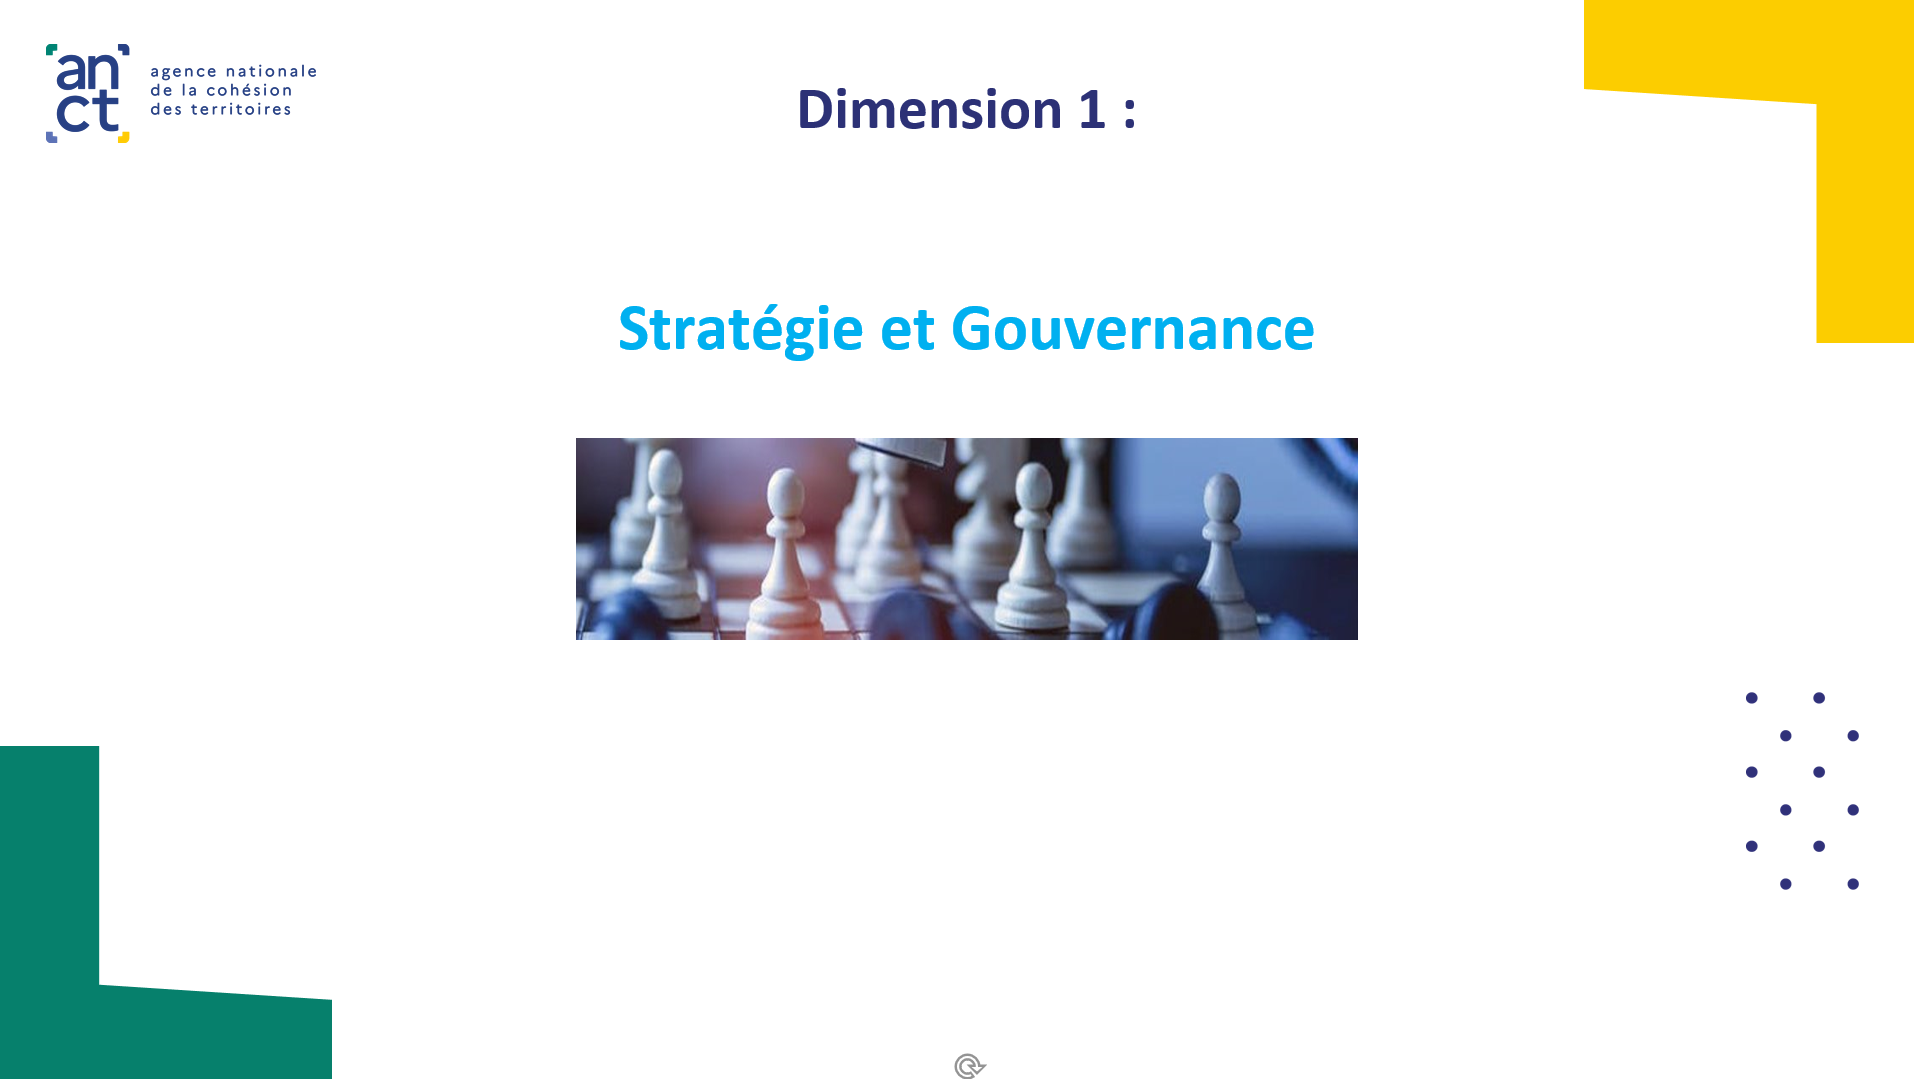 an
ct
agence nationale
de la cohésion
des territoires
Dimension 1 :
Stratégie et Gouvernance